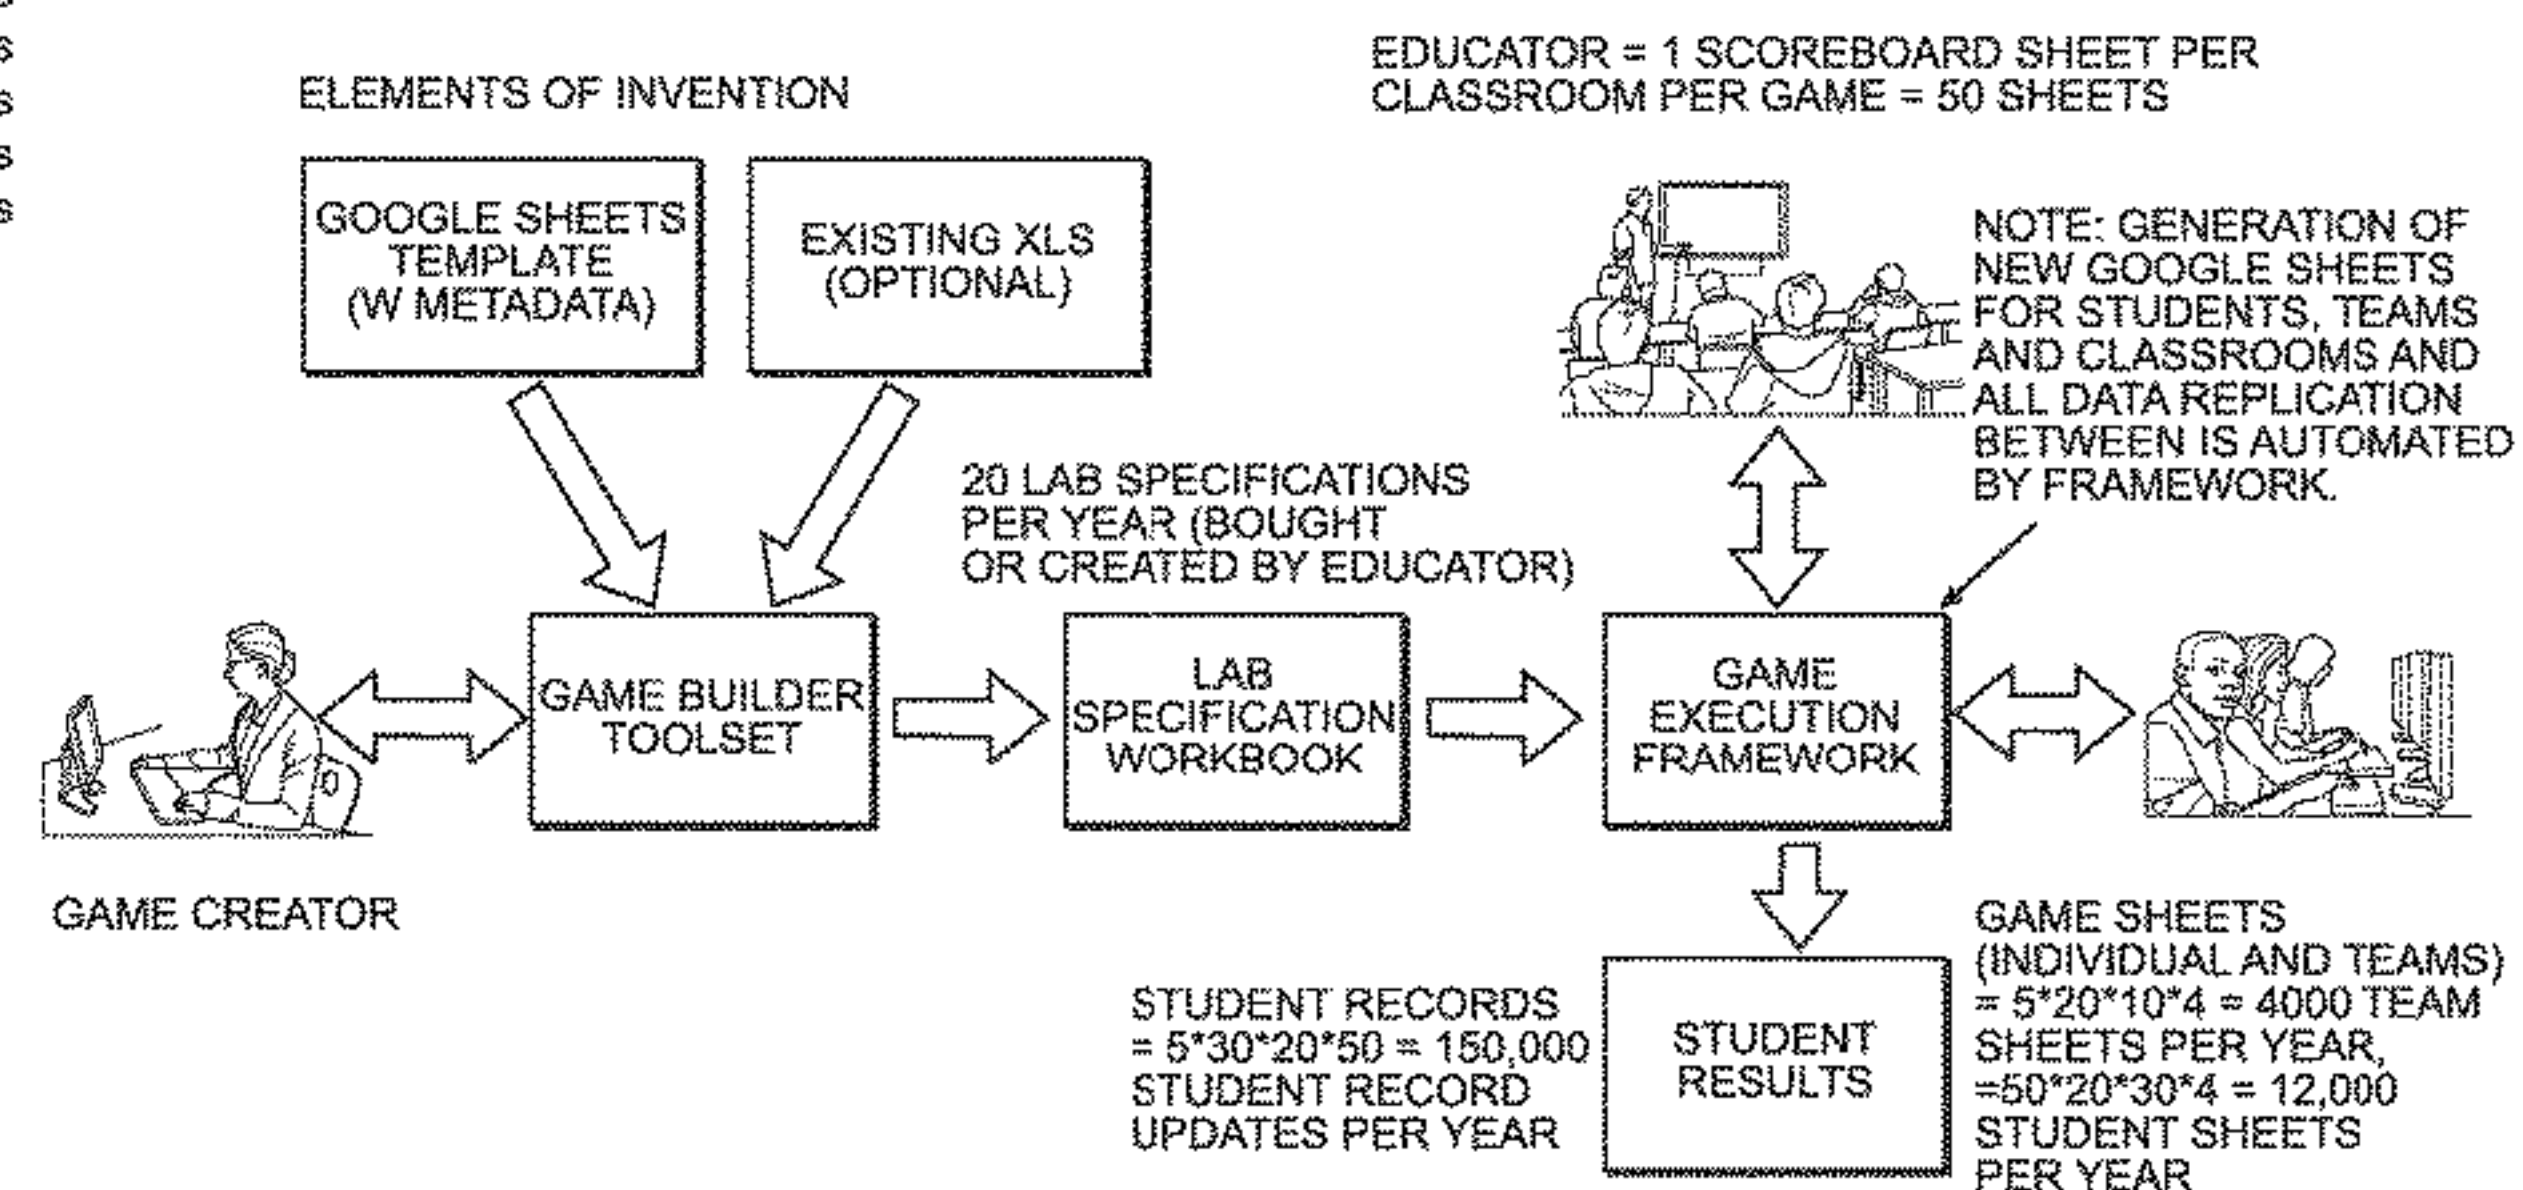 S
S
S
S
ELEMENTS OF INVENTION
EDUCATOR = 1 SCOREBOARD SHEET PER
CLASSROOM PER GAME = 50 SHEETS
GOOGLE SHEETS
TEMPLATE
(W METADATA)
EXISTING XLS
(OPTIONAL)
NOTE: GENERATION OF
NEW GOOGLE SHEETS
FOR STUDENTS, TEAMS
AND CLASSROOMS AND
ALL DATA REPLICATION
BETWEEN IS AUTOMATED
BY FRAMEWORK.
20 LAB SPECIFICATIONS
PER YEAR (BOUGHT
OR CREATED BY EDUCATOR)
GAME BUILDER
TOOLSET
LAB
SPECIFICATION
WORKBOOK
GAME
EXECUTION
FRAMEWORK
GAME CREATOR
STUDENT RECORDS
= 5*30*20*50 = 150,000
STUDENT RECORD
UPDATES PER YEAR
STUDENT
RESULTS
GAME SHEETS
(INDIVIDUAL AND TEAMS)
= 5*20*10*4 = 4000 TEAM
SHEETS PER YEAR,
=50*20*30*4 = 12,000
STUDENT SHEETS
PER YEAR